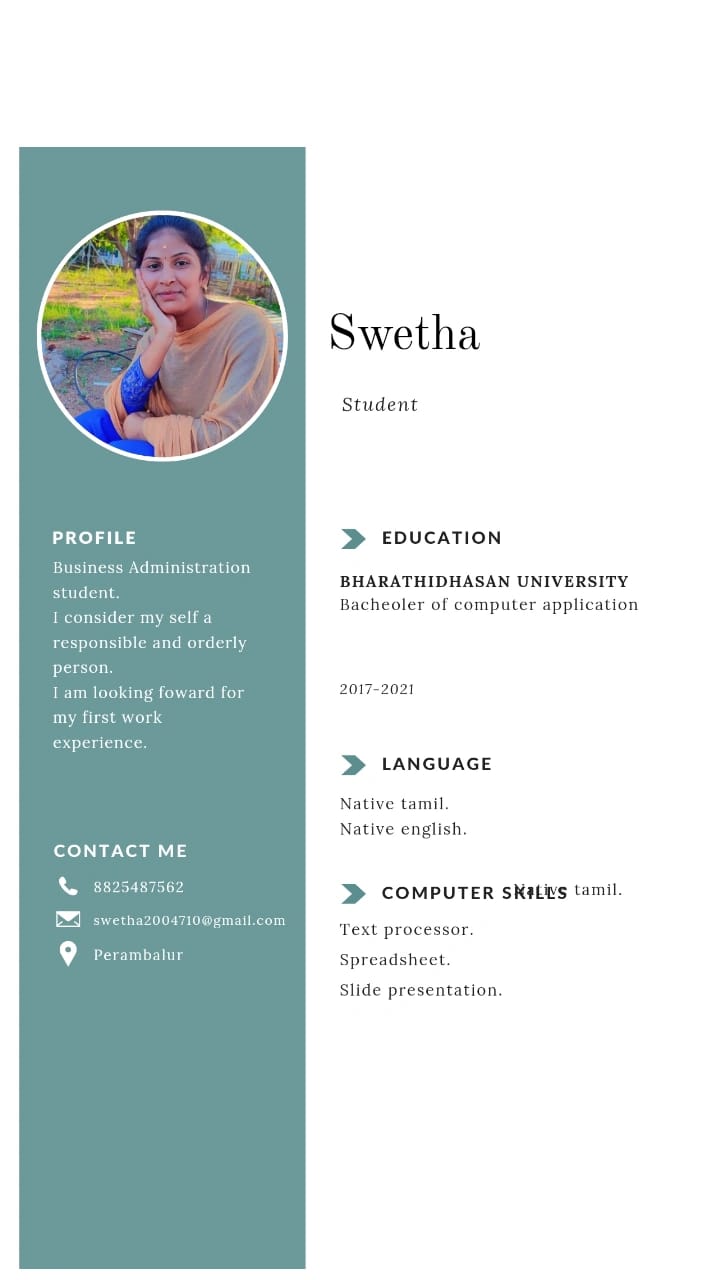 Swetha
Student
PROFILE
Business Administration
student.
I consider my self a
responsible and orderly
person.
I am looking foward for
my first work
experience.
CONTACT ME
8825487562
swetha2004710@gmail.com
Perambalur
EDUCATION
BHARATHIDHASAN UNIVERSITY
Bacheoler of computer application
2017-2021
LANGUAGE
Native tamil.
Native english.
COMPUTER SKILLS
Native tamil.
Text processor.
Spreadsheet.
Slide presentation.